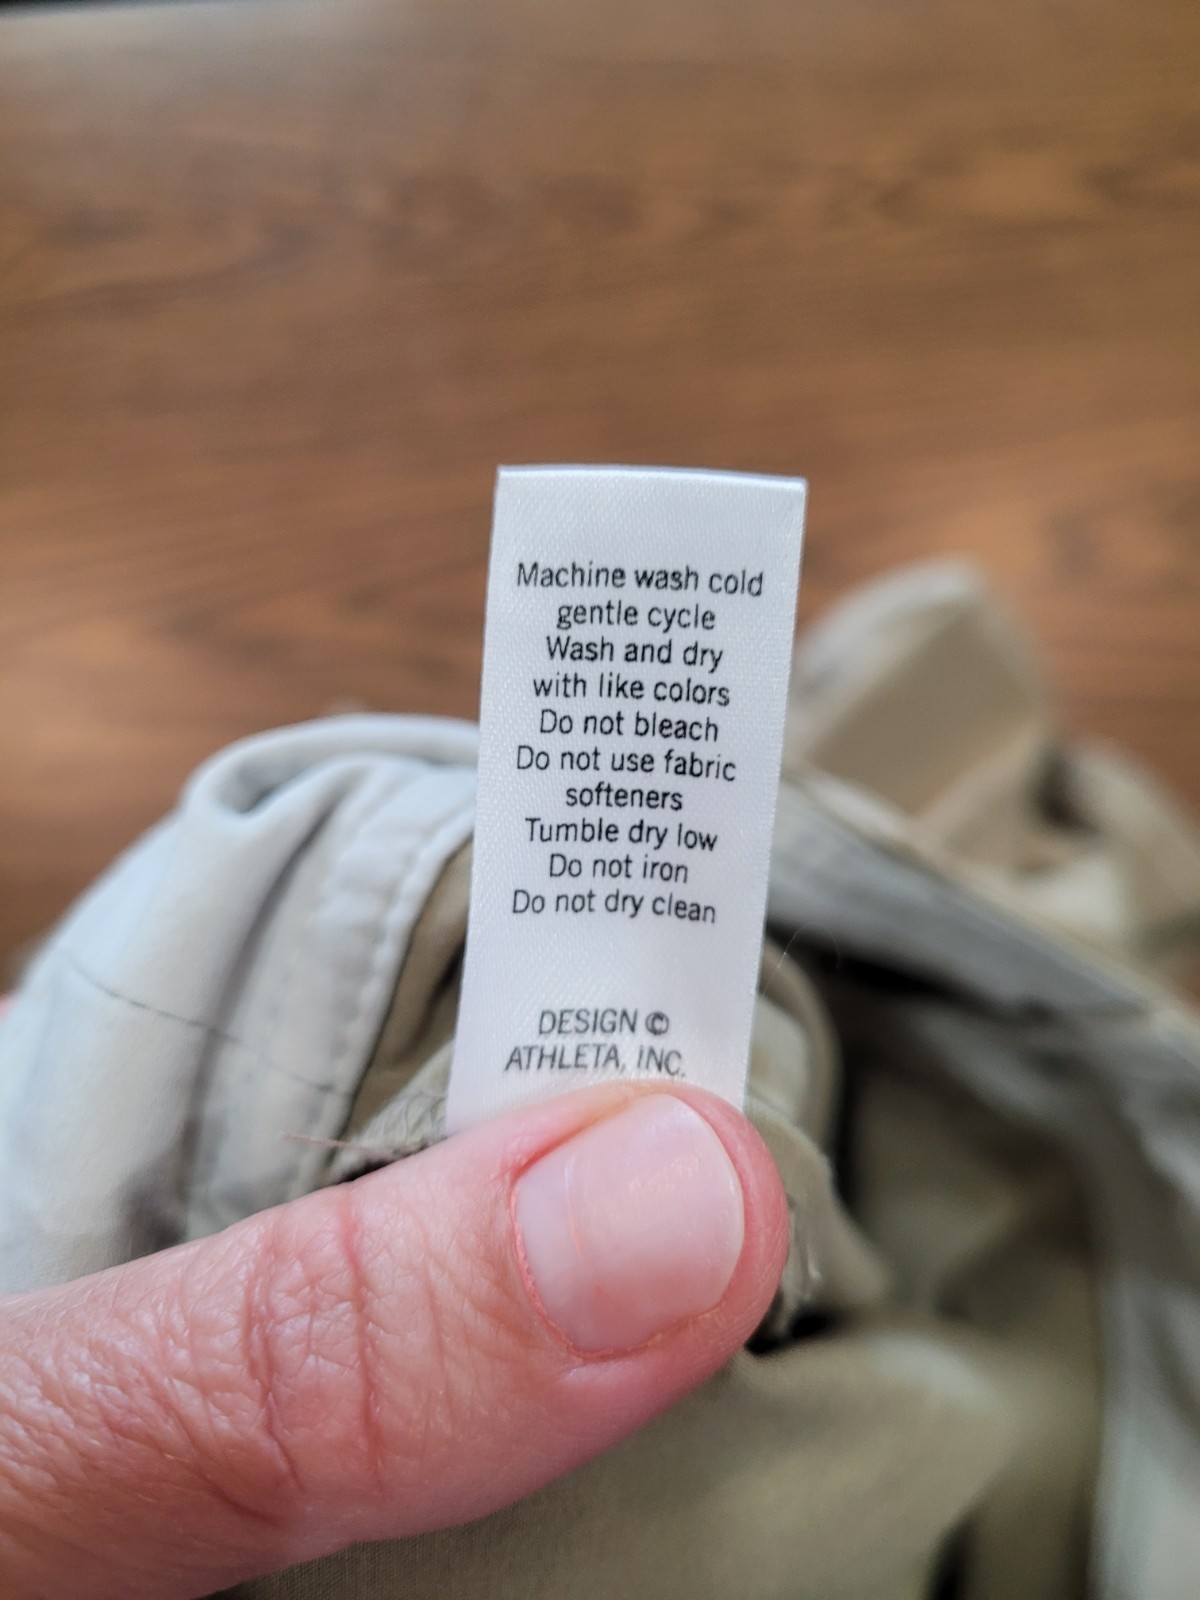 Machine wash cold
gentle cycle
Wash and dry
with like colors
Do not bleach
Do not use fabric
softeners
Tumble dry low
Do not iron
Do not dry clean
DESIGN ©
ATHLETA, INC.